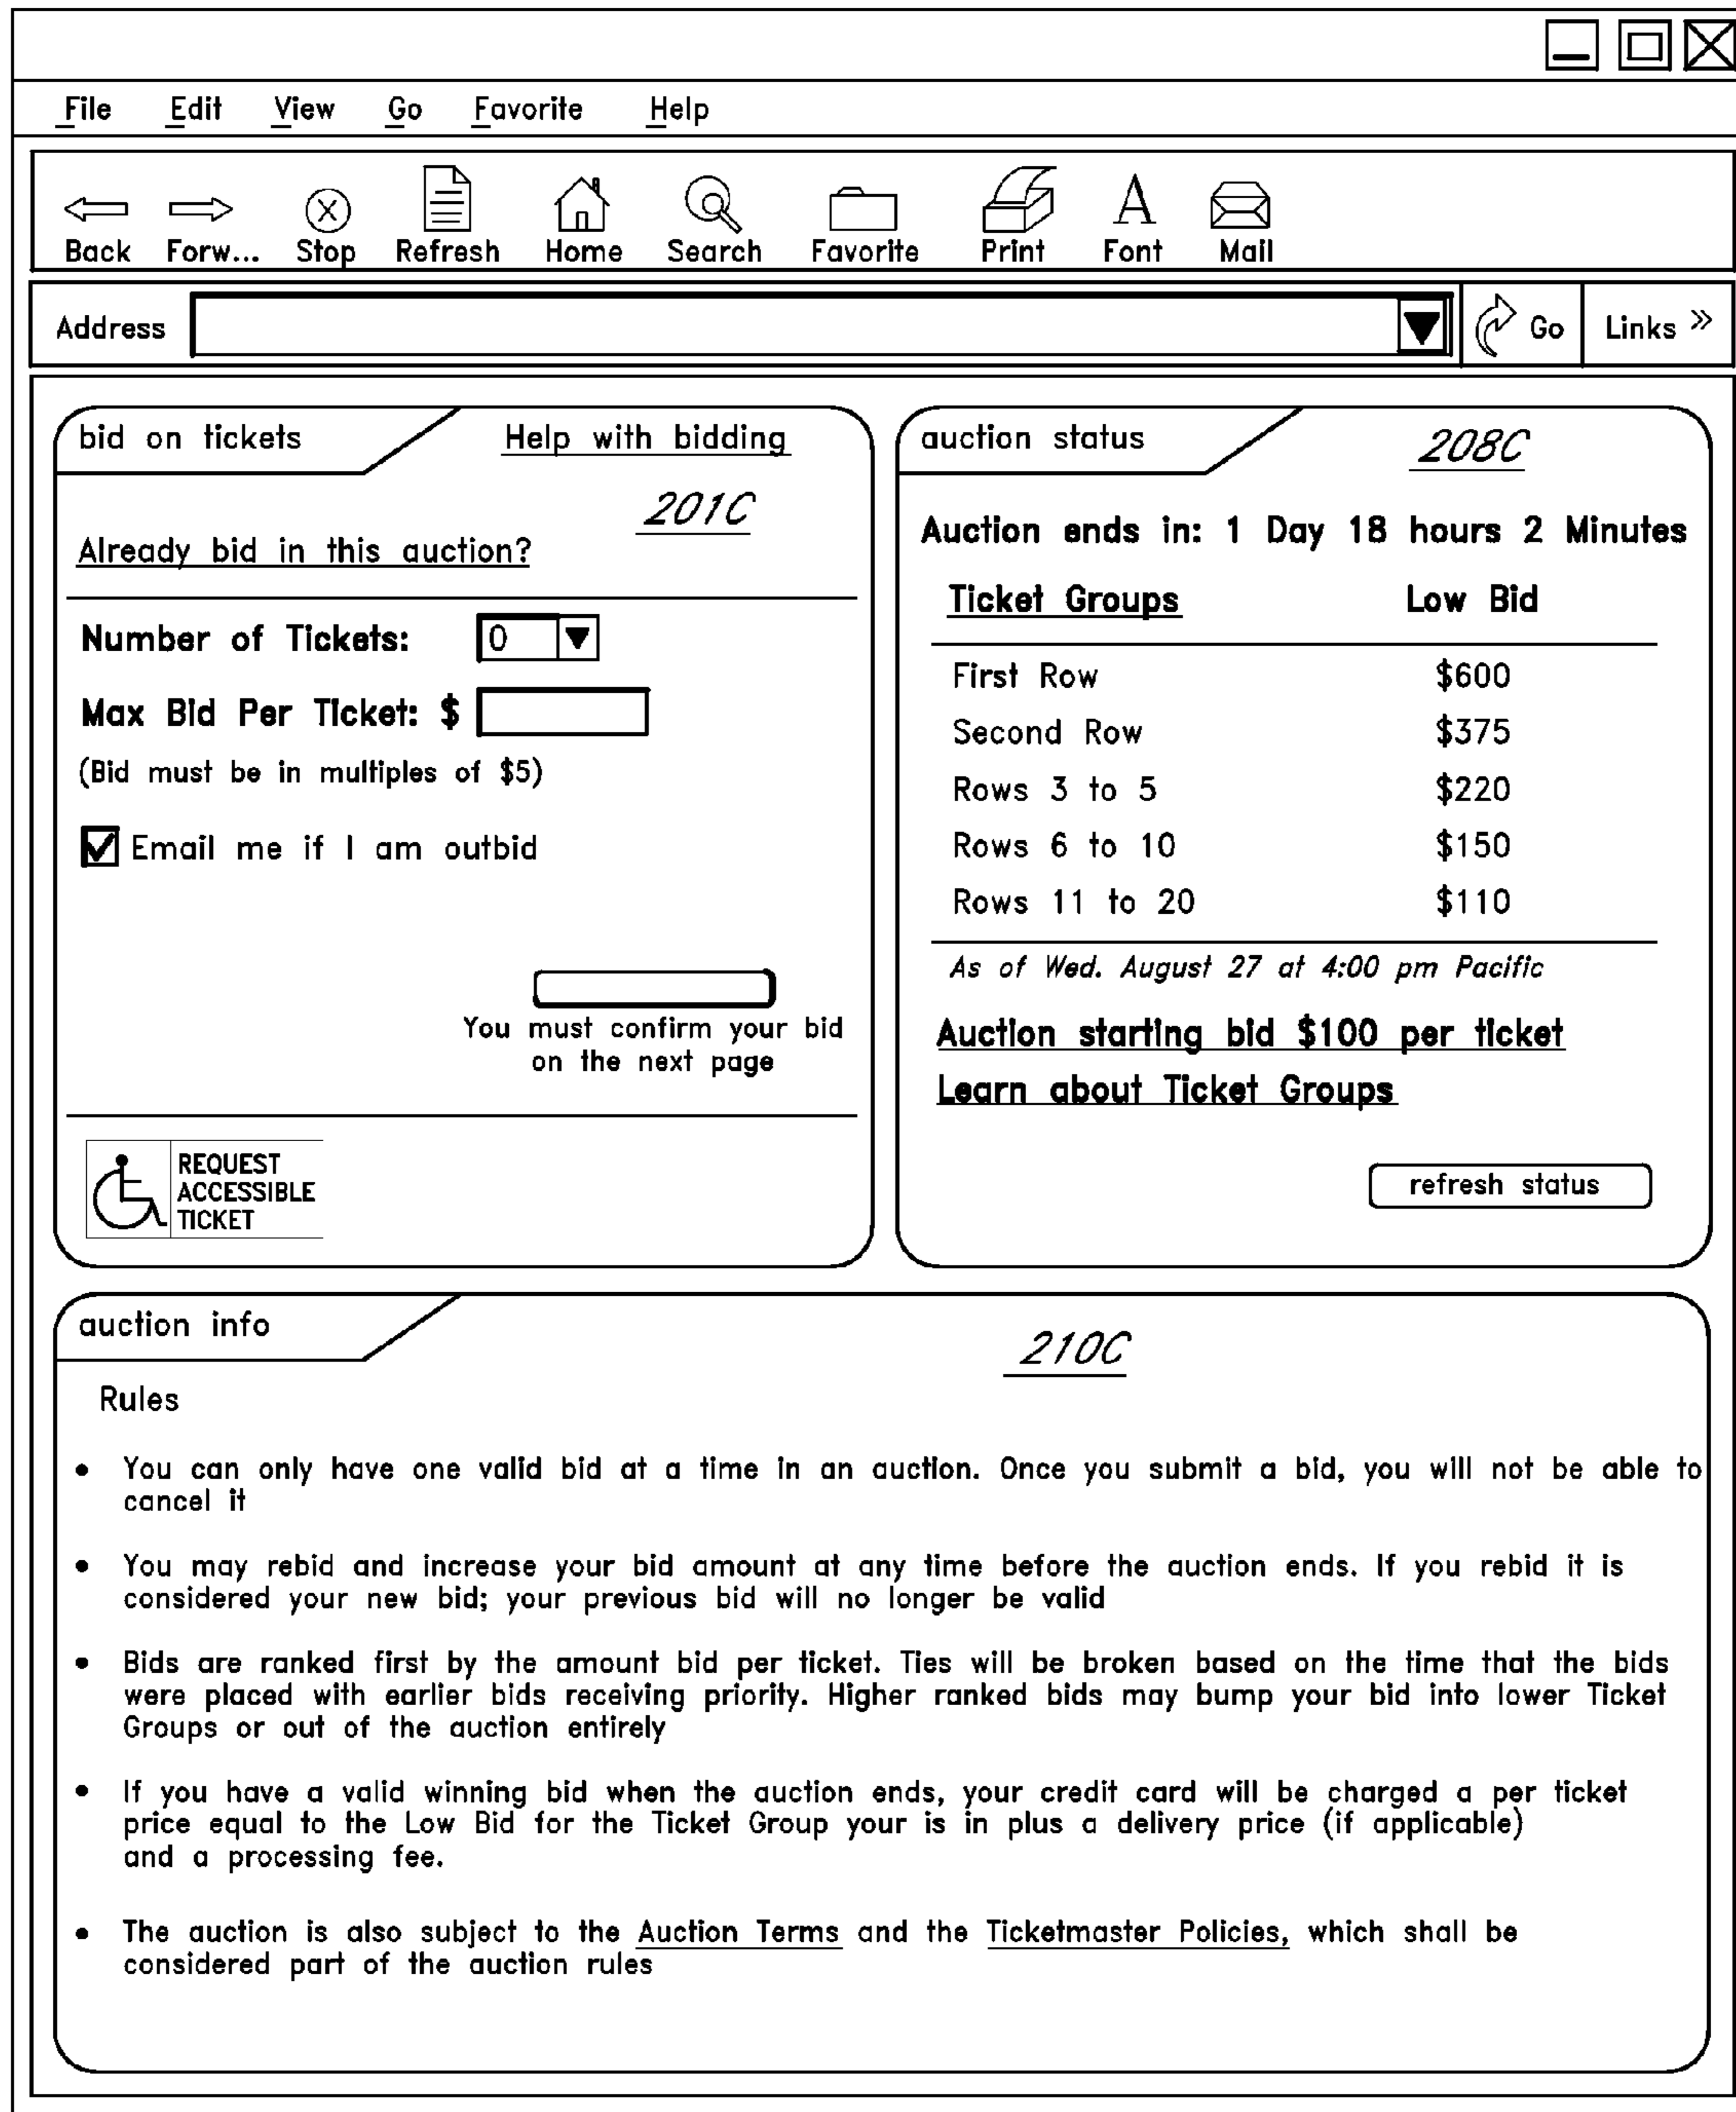 File Edit View Go Favorite Help
Back Forw... Stop Refresh Home Search Favorite Print Font Mail
Address Go Links »
bid on tickets Help with bidding
201C
Already bid in this auction?
Number of Tickets: 0
Max Bid Per Ticket: $
(Bid must be in multiples of $5)
Email me if I am outbid
You must confirm your bid
on the next page
REQUEST
ACCESSIBLE
TICKET
auction status 208C
Auction ends in: 1 Day 18 hours 2 Minutes
Ticket Groups Low Bid
First Row $600
Second Row $375
Rows 3 to 5 $220
Rows 6 to 10 $150
Rows 11 to 20 $110
As of Wed. August 27 at 4:00 pm Pacific
Auction starting bid $100 per ticket
Learn about Ticket Groups
refresh status
auction info
210C
Rules
• You can only have one valid bid at a time in an auction. Once you submit a bid, you will not be able to
cancel it
• You may rebid and increase your bid amount at any time before the auction ends. If you rebid it is
considered your new bid; your previous bid will no longer be valid
• Bids are ranked first by the amount bid per ticket. Ties will be broken based on the time that the bids
were placed with earlier bids receiving priority. Higher ranked bids may bump your bid into lower Ticket
Groups or out of the auction entirely
• If you have a valid winning bid when the auction ends, your credit card will be charged a per ticket
price equal to the Low Bid for the Ticket Group your is in plus a delivery price (if applicable)
and a processing fee.
• The auction is also subject to the Auction Terms and the Ticketmaster Policies, which shall be
considered part of the auction rules